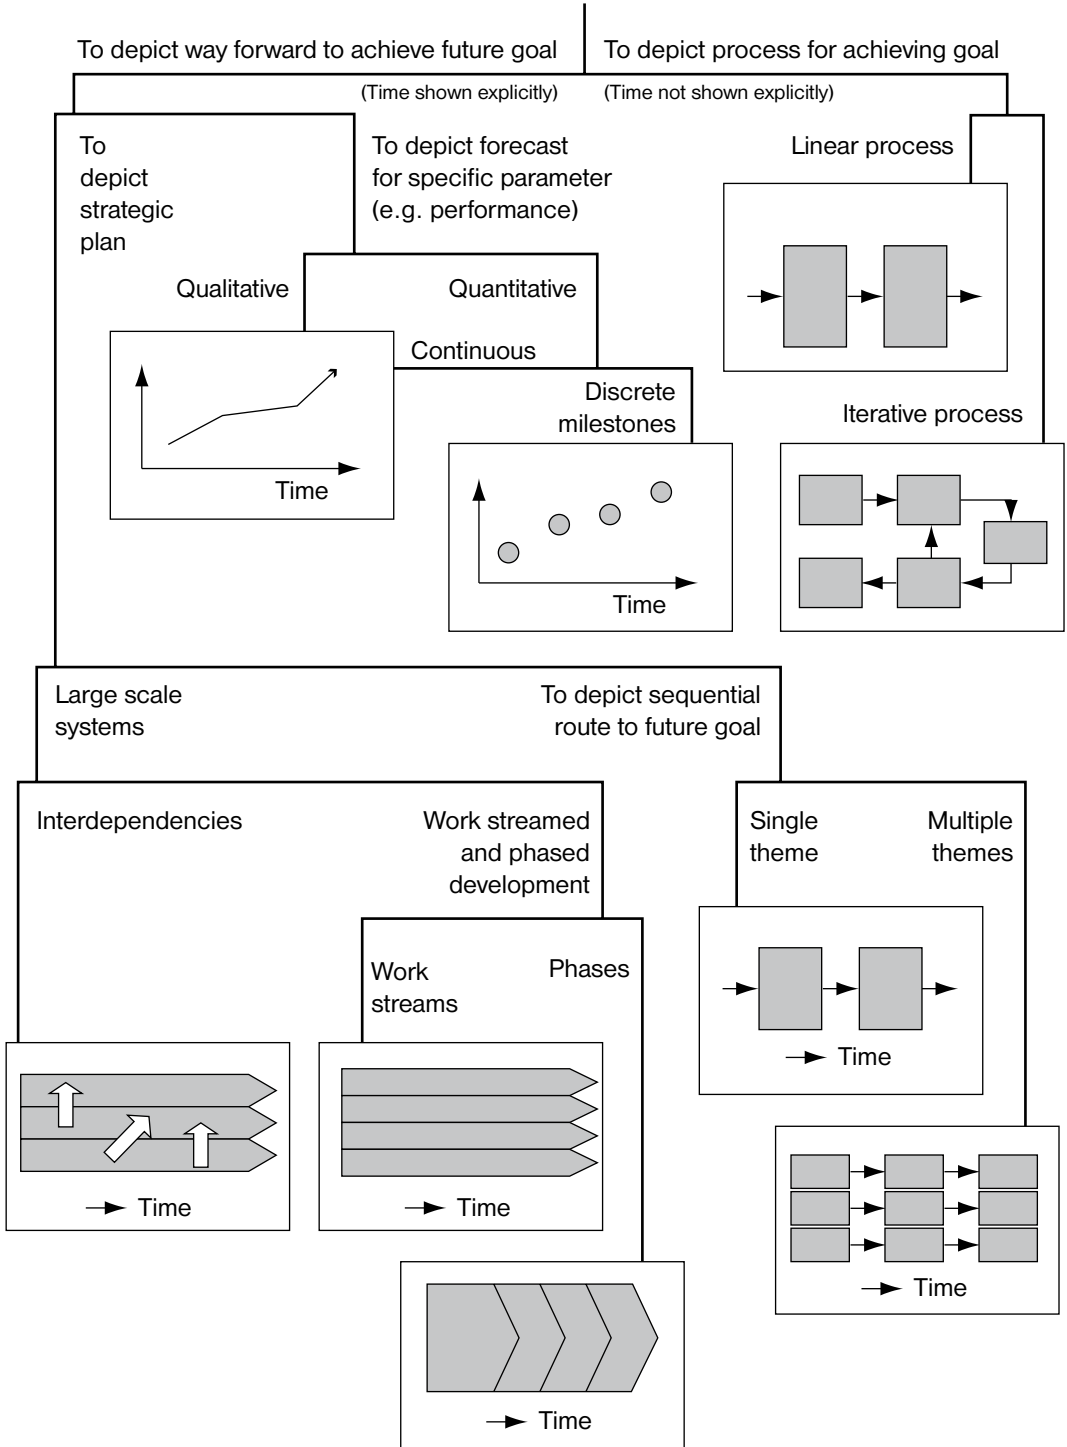 To depict way forward to achieve future goal
To depict process for achieving goal
(Time shown explicitly)
(Time not shown explicitly)
To
depict
strategic
plan
To depict forecast
for specific parameter
(e.g. performance)
Linear process
Qualitative
Quantitative
Continuous
Discrete
milestones
Iterative process
Time
Time
Large scale
systems
To depict sequential
route to future goal
Interdependencies
Work streamed
and phased
development
Single
theme
Multiple
themes
Work
streams
Phases
Time
Time
Time
Time
Time